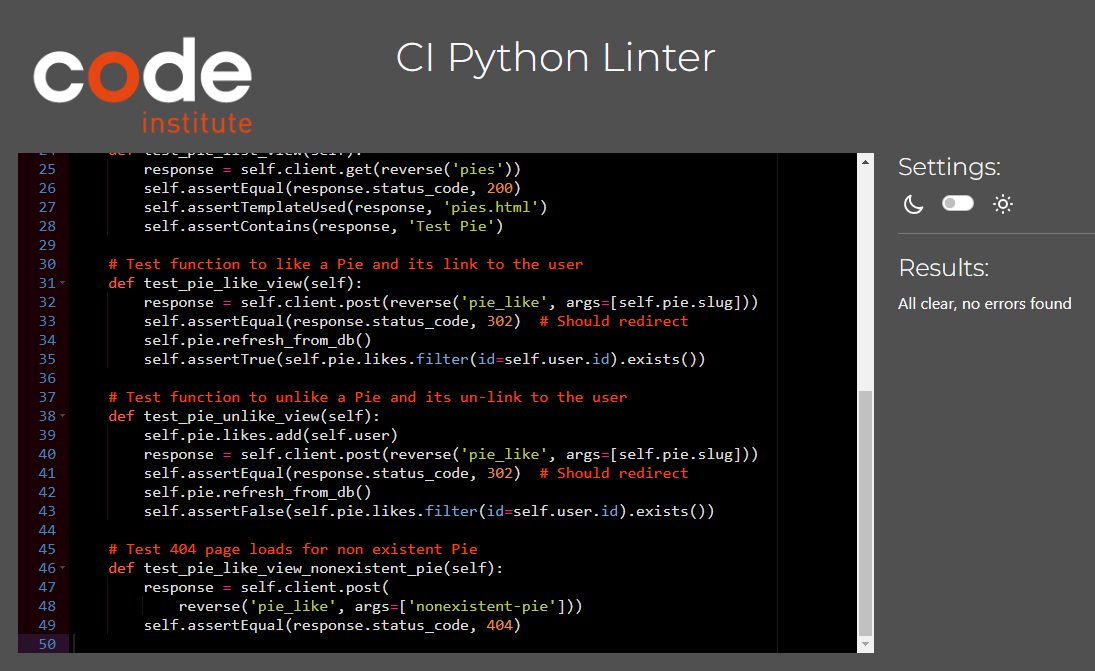 code
institute
CI Python Linter
24 def test_pie_list_view(self):
25 response = self.client.get(reverse('pies'))
26 self.assertEqual(response.status_code, 200)
27 self.assertTemplateUsed(response, 'pies.html')
28 self.assertContains(response, 'Test Pie')
29
30 # Test function to like a Pie and its link to the user
31 def test_pie_like_view(self):
32 response = self.client.post(reverse('pie_like', args=[self.pie.slug]))
33 self.assertEqual(response.status_code, 302)  # Should redirect
34 self.pie.refresh_from_db()
35 self.assertTrue(self.pie.likes.filter(id=self.user.id).exists())
36
37 # Test function to unlike a Pie and its un-link to the user
38 def test_pie_unlike_view(self):
39 self.pie.likes.add(self.user)
40 response = self.client.post(reverse('pie_like', args=[self.pie.slug]))
41 self.assertEqual(response.status_code, 302)  # Should redirect
42 self.pie.refresh_from_db()
43 self.assertFalse(self.pie.likes.filter(id=self.user.id).exists())
44
45 # Test 404 page loads for non existent Pie
46 def test_pie_like_view_nonexistent_pie(self):
47 response = self.client.post(
48 reverse('pie_like', args=['nonexistent-pie']))
49 self.assertEqual(response.status_code, 404)
50
Settings:
Results:
All clear, no errors found